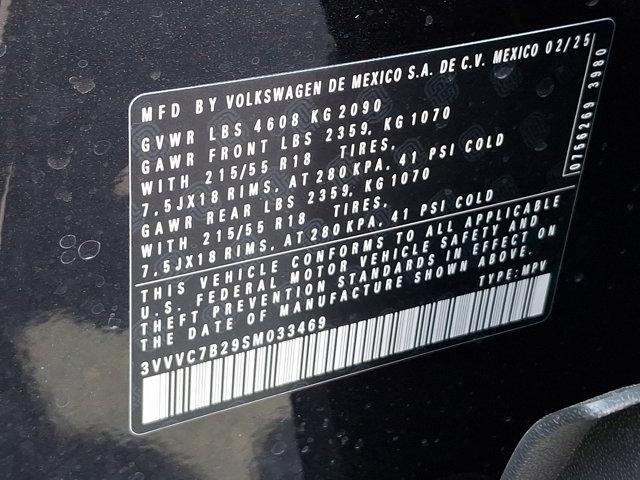 MFD BY VOLKSWAGEN DE MEXICO S.A. DE C.V. MEXICO 02/25
GVWR LBS 4608 KG 2090
GAWR FRONT LBS 2359, KG 1070
WITH 215/55 R18 TIRES,
7,5JX18 RIMS, AT 280 KPA, 41 PSI COLD
GAWR REAR LBS 2359, KG 1070
WITH 215/55 R18 TIRES,
7,5JX18 RIMS, AT 280 KPA, 41 PSI COLD
THIS VEHICLE CONFORMS TO ALL APPLICABLE
U.S. FEDERAL MOTOR VEHICLE SAFETY AND
THEFT PREVENTION STANDARDS IN EFFECT ON
THE DATE OF MANUFACTURE SHOWN ABOVE.
3VVVC7B29SM033469 TYPE: MPV
0756269 3980